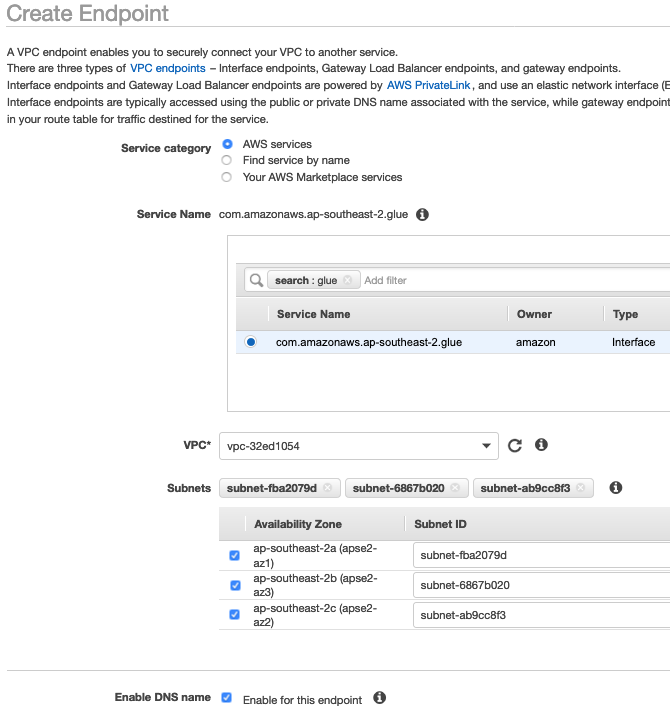 Create Endpoint
A VPC endpoint enables you to securely connect your VPC to another service.
There are three types of VPC endpoints – Interface endpoints, Gateway Load Balancer endpoints, and gateway endpoints.
Interface endpoints and Gateway Load Balancer endpoints are powered by AWS PrivateLink, and use an elastic network interface (E
Interface endpoints are typically accessed using the public or private DNS name associated with the service, while gateway endpoint
in your route table for traffic destined for the service.
Service category AWS services
Find service by name
Your AWS Marketplace services
Service Name com.amazonaws.ap-southeast-2.glue
search : glue Add filter
Service Name Owner Type
com.amazonaws.ap-southeast-2.glue amazon Interface
VPC* vpc-32ed1054
Subnets subnet-fba2079d subnet-6867b020 subnet-ab9cc8f3
Availability Zone Subnet ID
ap-southeast-2a (apse2-
az1) subnet-fba2079d
ap-southeast-2b (apse2-
az3) subnet-6867b020
ap-southeast-2c (apse2-
az2) subnet-ab9cc8f3
Enable DNS name Enable for this endpoint